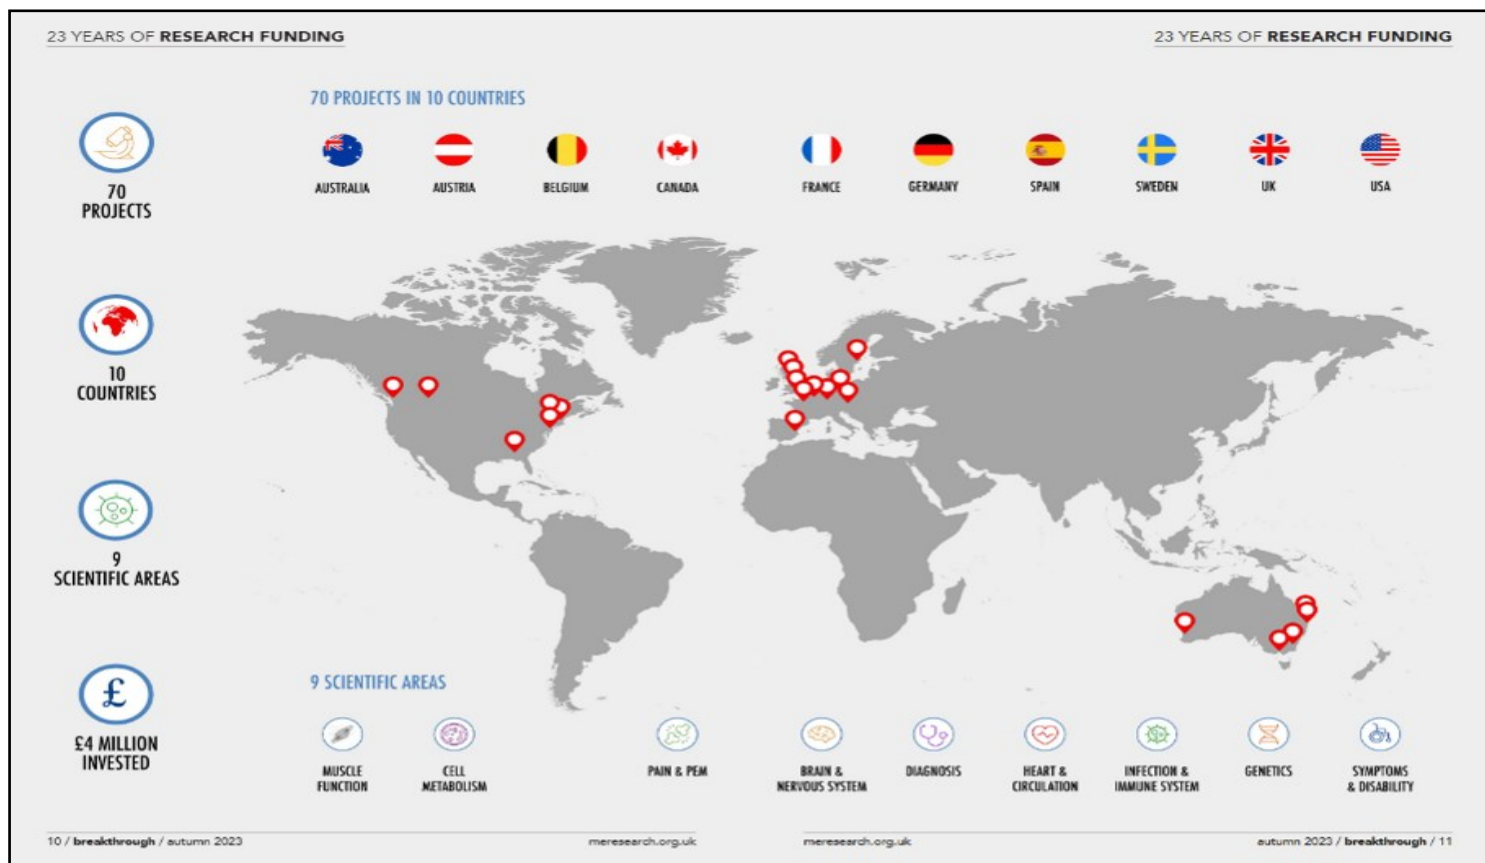 23 YEARS OF RESEARCH FUNDING
23 YEARS OF RESEARCH FUNDING
70
PROJECTS
10
COUNTRIES
9
SCIENTIFIC AREAS
£
£4 MILLION
INVESTED
70 PROJECTS IN 10 COUNTRIES
AUSTRALIA
AUSTRIA
BELGIUM
CANADA
FRANCE
GERMANY
SPAIN
SWEDEN
UK
USA
9 SCIENTIFIC AREAS
MUSCLE
FUNCTION
CELL
METABOLISM
PAIN & PEM
BRAIN &
NERVOUS SYSTEM
DIAGNOSIS
HEART &
CIRCULATION
INFECTION &
IMMUNE SYSTEM
GENETICS
SYMPTOMS
& DISABILITY
10 / breakthrough / autumn 2023
meresearch.org.uk
meresearch.org.uk
autumn 2023 / breakthrough / 11